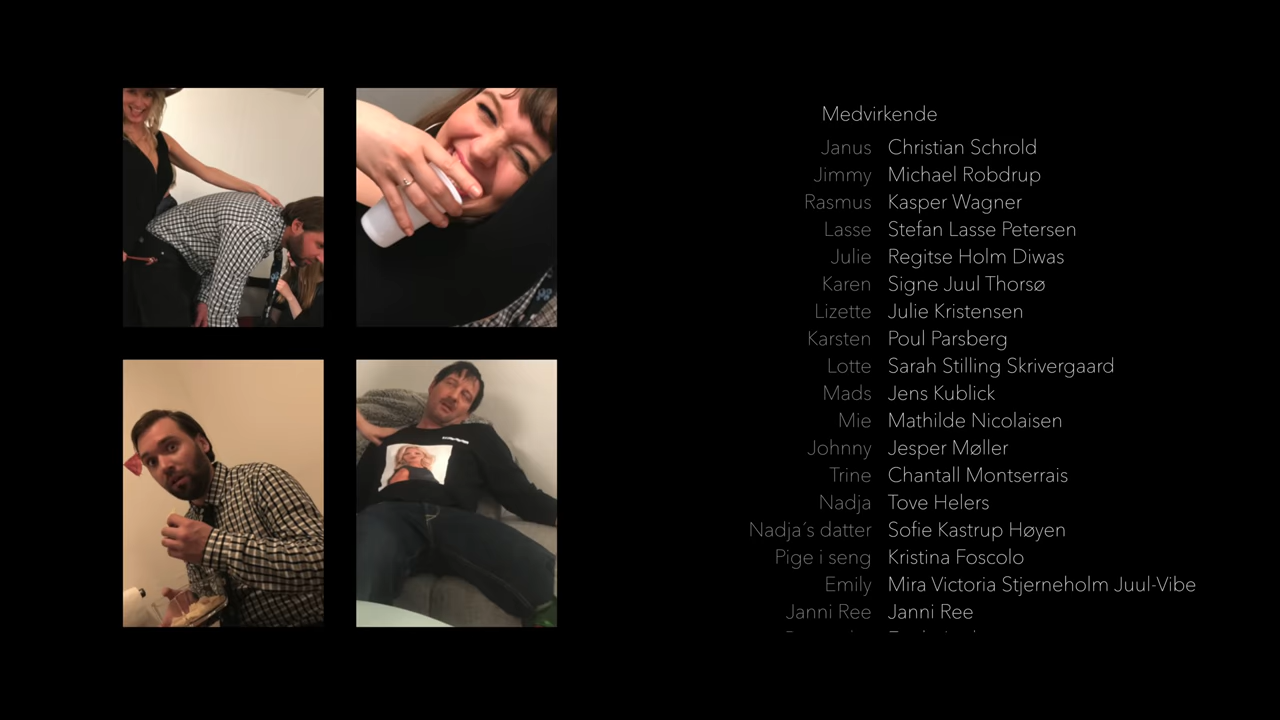 Medvirkende
Janus Christian Schrold
Jimmy Michael Robdrup
Rasmus Kasper Wagner
Lasse Stefan Lasse Petersen
Julie Regitse Holm Diwas
Karen Signe Juul Thorsø
Lizette Julie Kristensen
Karsten Poul Parsberg
Lotte Sarah Stilling Skrivergaard
Mads Jens Kublick
Mie Mathilde Nicolaisen
Johnny Jesper Møller
Trine Chantall Montserrais
Nadja Tove Helers
Nadja´s datter Sofie Kastrup Høyen
Pige i seng Kristina Foscolo
Emily Mira Victoria Stjerneholm Juul-Vibe
Janni Ree Janni Ree